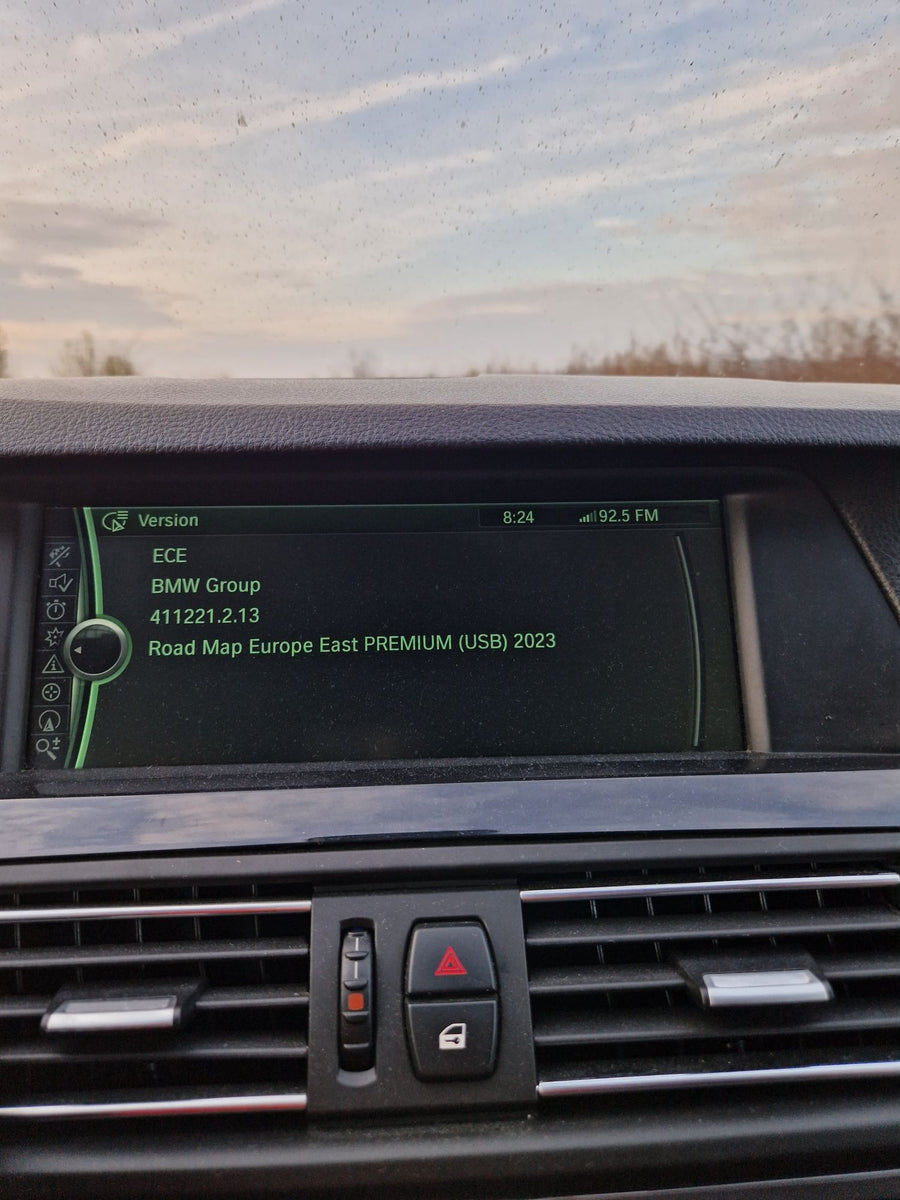 Version 8:24 92.5 FM
ECE
BMW Group
411221.2.13
Road Map Europe East PREMIUM (USB) 2023